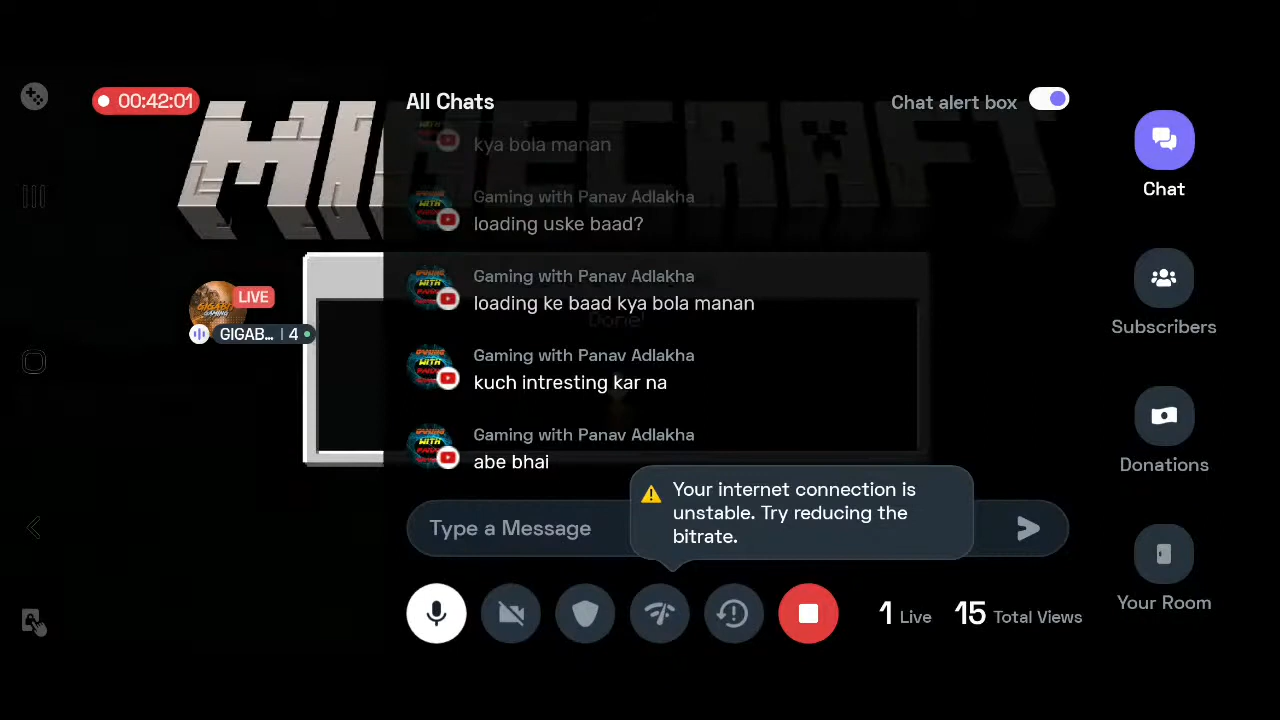 00:42:01
MINECRAFT
All Chats
Chat alert box
kya bola manan
Chat
Gaming with Panav Adlakha
loading uske baad?
Gaming with Panav Adlakha
loading ke baad kya bola manan
Done!
LIVE
GIGAB... | 4
Subscribers
Gaming with Panav Adlakha
kuch intresting kar na
Gaming with Panav Adlakha
abe bhai
Donations
Type a Message
Your internet connection is
unstable. Try reducing the
bitrate.
1 Live 15 Total Views
Your Room